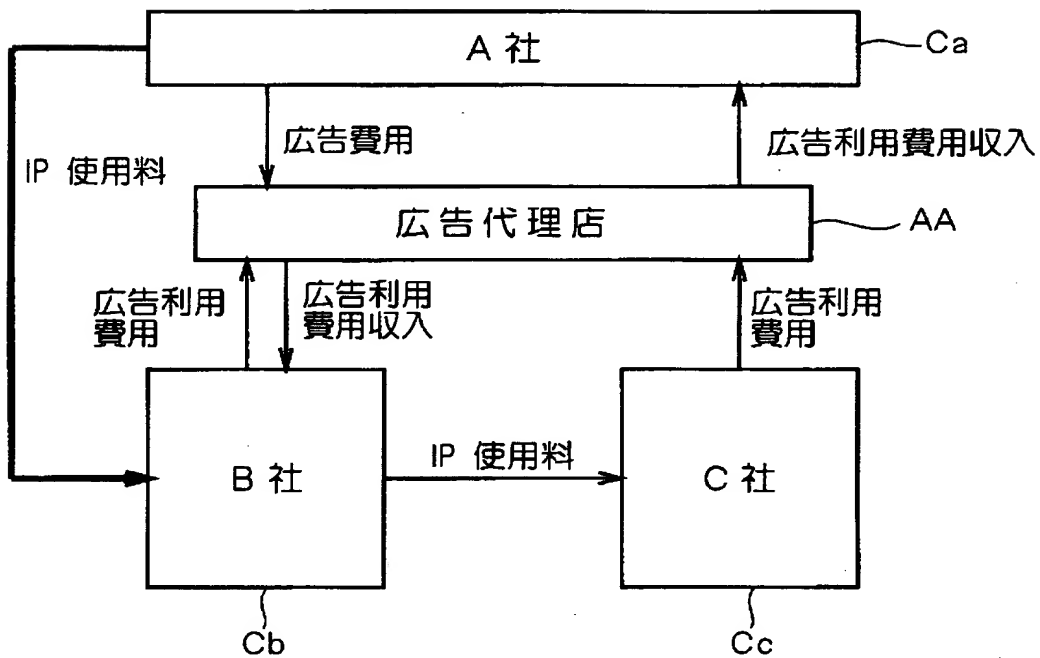 A 社
Ca
広告費用
広告利用費用収入
IP 使用料
広告代理店
AA
広告利用
費用
広告利用
費用収入
広告利用
費用
IP 使用料
B 社
C 社
Cb
Cc